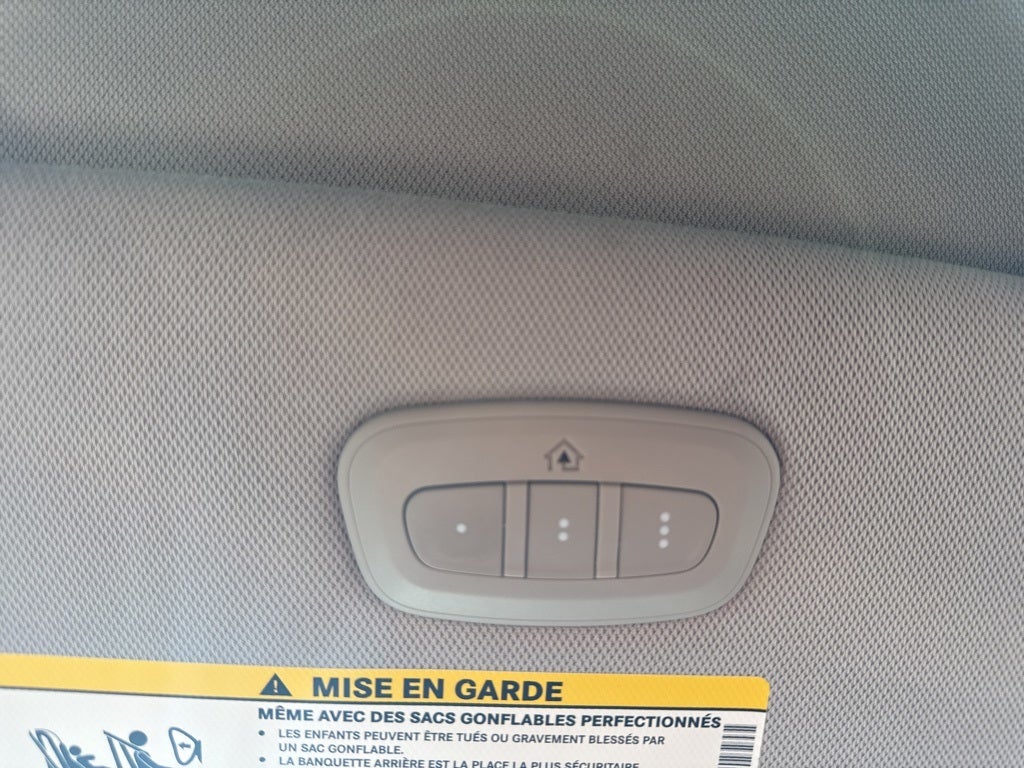 MISE EN GARDE
MÊME AVEC DES SACS GONFLABLES PERFECTIONNÉS
• LES ENFANTS PEUVENT ÊTRE TUÉS OU GRAVEMENT BLESSÉS PAR
UN SAC GONFLABLE.
• LA BANQUETTE ARRIÈRE EST LA PLACE LA PLUS SÉCURITAIRE